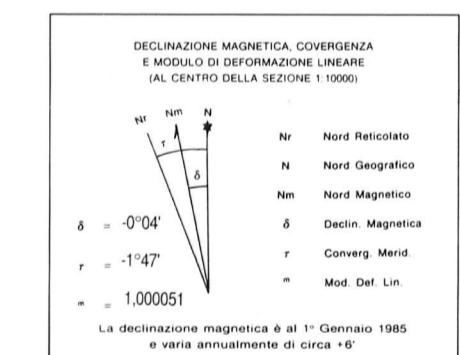 DECLINAZIONE MAGNETICA, COVERGENZA
E MODULO DI DEFORMAZIONE LINEARE
(AL CENTRO DELLA SEZIONE 1:10000)
Nr Nm N
τ
δ
Nr Nord Reticolato
N Nord Geografico
Nm Nord Magnetico
δ Declin. Magnetica
τ Converg. Merid.
m Mod. Def. Lin.
δ = -0°04'
τ = -1°47'
m = 1,000051
La declinazione magnetica è al 1° Gennaio 1985
e varia annualmente di circa +6'